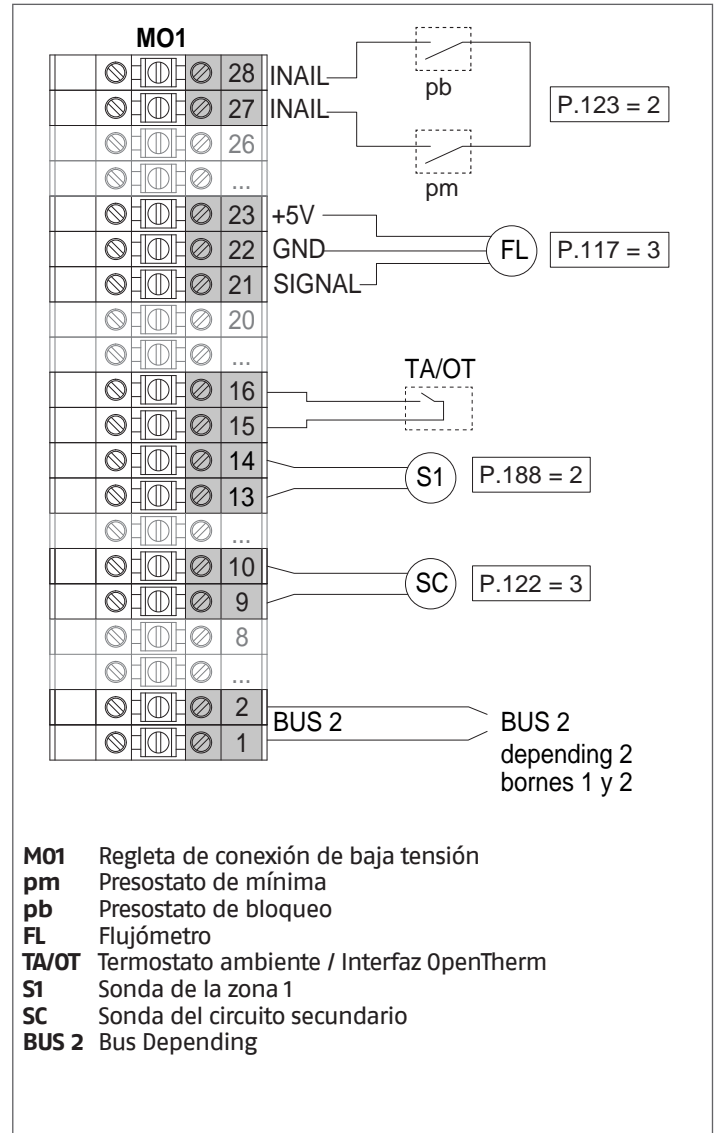 MO1
28 INAIL
27 INAIL
pb
P.123 = 2
26
...
pm
23 +5V
22 GND
FL
P.117 = 3
21 SIGNAL
20
...
TA/OT
16
15
14
S1
P.188 = 2
13
...
10
SC
P.122 = 3
9
8
...
2
BUS 2
BUS 2
1
depending 2
bornes 1 y 2
M01 Regleta de conexión de baja tensión
pm Presostato de mínima
pb Presostato de bloqueo
FL Flujómetro
TA/OT Termostato ambiente / Interfaz OpenTherm
S1 Sonda de la zona 1
SC Sonda del circuito secundario
BUS 2 Bus Depending